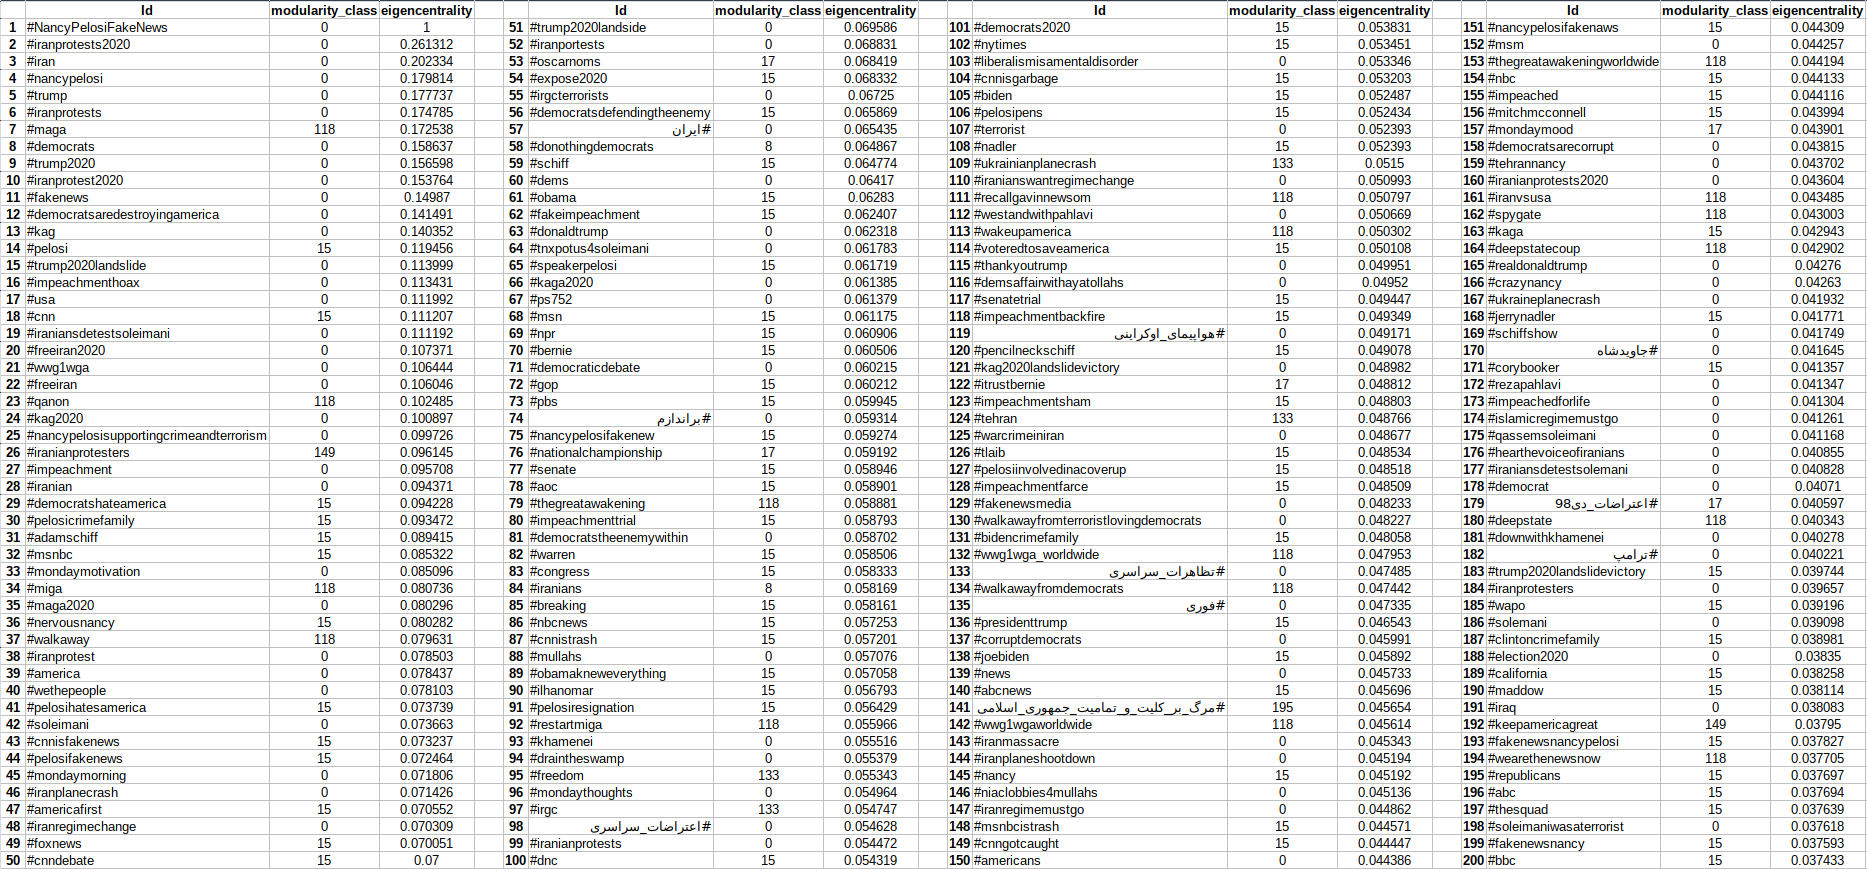 Id modularity_class eigencentrality Id modularity_class eigencentrality Id modularity_class eigencentrality Id modularity_class eigencentrality
1 #NancyPelosiFakeNews 0 1 51 #trump2020landside 0 0.069586 101 #democrats2020 15 0.053831 151 #nancypelosifakenaws 15 0.044309
2 #iranprotests2020 0 0.261312 52 #iranportests 0 0.068831 102 #nytimes 15 0.053451 152 #msm 0 0.044257
3 #iran 0 0.202334 53 #oscarnoms 17 0.068419 103 #liberalismisamentaldisorder 0 0.053346 153 #thegreatawakeningworldwide 118 0.044194
4 #nancypelosi 0 0.179814 54 #expose2020 15 0.068332 104 #cnnisgarbage 15 0.053203 154 #nbc 15 0.044133
5 #trump 0 0.177737 55 #irgcterrorists 0 0.06725 105 #biden 15 0.052487 155 #impeached 15 0.044116
6 #iranprotests 0 0.174785 56 #democratsdefendingtheenemy 15 0.065869 106 #pelosipens 15 0.052434 156 #mitchmcconnell 15 0.043994
7 #maga 118 0.172538 57 #ایران 0 0.065435 107 #terrorist 0 0.052393 157 #mondaymood 17 0.043901
8 #democrats 0 0.158637 58 #donothingdemocrats 8 0.064867 108 #nadler 15 0.052393 158 #democratsarecorrupt 0 0.043815
9 #trump2020 0 0.156598 59 #schiff 15 0.064774 109 #ukrainianplanecrash 133 0.0515 159 #tehrannancy 0 0.043702
10 #iranprotest2020 0 0.153764 60 #dems 0 0.06417 110 #iranianswantregimechange 0 0.050993 160 #iranianprotests2020 0 0.043604
11 #fakenews 0 0.14987 61 #obama 15 0.06283 111 #recallgavinnewsom 118 0.050797 161 #iranvsusa 118 0.043485
12 #democratsaredestroyingamerica 0 0.141491 62 #fakeimpeachment 15 0.062407 112 #westandwithpahlavi 0 0.050669 162 #spygate 118 0.043003
13 #kag 0 0.140352 63 #donaldtrump 0 0.062318 113 #wakeupamerica 118 0.050302 163 #kaga 15 0.042943
14 #pelosi 15 0.119456 64 #tnxpotus4soleimani 0 0.061783 114 #voteredtosaveamerica 15 0.050108 164 #deepstatecoup 118 0.042902
15 #trump2020landslide 0 0.113999 65 #speakerpelosi 15 0.061719 115 #thankyoutrump 0 0.049951 165 #realdonaldtrump 0 0.04276
16 #impeachmenthoax 0 0.113431 66 #kaga2020 0 0.061385 116 #demsaffairwithayatollahs 0 0.04952 166 #crazynancy 0 0.04263
17 #usa 0 0.111992 67 #ps752 0 0.061379 117 #senatetrial 15 0.049447 167 #ukraineplanecrash 0 0.041932
18 #cnn 15 0.111207 68 #msn 15 0.061175 118 #impeachmentbackfire 15 0.049349 168 #jerrynadler 15 0.041771
19 #iraniansdetestsoleimani 0 0.111192 69 #npr 15 0.060906 119 #هواپیمای_اوکراینی 0 0.049171 169 #schiffshow 0 0.041749
20 #freeiran2020 0 0.107371 70 #bernie 15 0.060506 120 #pencilneckschiff 15 0.049078 170 #جاویدشاه 0 0.041645
21 #wwg1wga 0 0.106444 71 #democraticdebate 0 0.060215 121 #kag2020landslidevictory 0 0.048982 171 #corybooker 15 0.041357
22 #freeiran 0 0.106046 72 #gop 15 0.060212 122 #itrustbernie 17 0.048812 172 #rezapahlavi 0 0.041347
23 #qanon 118 0.102485 73 #pbs 15 0.059945 123 #impeachmentsham 15 0.048803 173 #impeachedforlife 0 0.041304
24 #kag2020 0 0.100897 74 #براندازم 0 0.059314 124 #tehran 133 0.048766 174 #islamicregimemustgo 0 0.041261
25 #nancypelosisupportingcrimeandterrorism 0 0.099726 75 #nancypelosifakenew 15 0.059274 125 #warcrimeiniran 0 0.048677 175 #qassemsoleimani 0 0.041168
26 #iranianprotesters 149 0.096145 76 #nationalchampionship 17 0.059192 126 #tlaib 15 0.048534 176 #hearthevoiceofiranians 0 0.040855
27 #impeachment 0 0.095708 77 #senate 15 0.058946 127 #pelosiinvolvedinacoverup 15 0.048518 177 #iraniansdetestsolemani 0 0.040828
28 #iranian 0 0.094371 78 #aoc 15 0.058901 128 #impeachmentfarce 15 0.048509 178 #democrat 0 0.04071
29 #democratshateamerica 15 0.094228 79 #thegreatawakening 118 0.058881 129 #fakenewsmedia 0 0.048233 179 #اعتراضات_دی98 17 0.040597
30 #pelosicrimefamily 15 0.093472 80 #impeachmenttrial 15 0.058793 130 #walkawayfromterroristlovingdemocrats 0 0.048227 180 #deepstate 118 0.040343
31 #adamschiff 15 0.089415 81 #democratstheenemywithin 0 0.058702 131 #bidencrimefamily 15 0.048058 181 #downwithkhamenei 0 0.040278
32 #msnbc 15 0.085322 82 #warren 15 0.058506 132 #wwg1wga_worldwide 118 0.047953 182 #ترامپ 0 0.040221
33 #mondaymotivation 0 0.085096 83 #congress 15 0.058333 133 #تظاهرات_سراسری 0 0.047485 183 #trump2020landslidevictory 15 0.039744
34 #miga 118 0.080736 84 #iranians 8 0.058169 134 #walkawayfromdemocrats 118 0.047442 184 #iranprotesters 0 0.039657
35 #maga2020 0 0.080296 85 #breaking 15 0.058161 135 #فوری 0 0.047335 185 #wapo 15 0.039196
36 #nervousnancy 15 0.080282 86 #nbcnews 15 0.057253 136 #presidenttrump 15 0.046543 186 #solemani 0 0.039098
37 #walkaway 118 0.079631 87 #cnnistrash 15 0.057201 137 #corruptdemocrats 0 0.045991 187 #clintoncrimefamily 15 0.038981
38 #iranprotest 0 0.078503 88 #mullahs 0 0.057076 138 #joebiden 15 0.045892 188 #election2020 0 0.03835
39 #america 0 0.078437 89 #obamakneweverything 15 0.057058 139 #news 0 0.045733 189 #california 15 0.038258
40 #wethepeople 0 0.078103 90 #ilhanomar 15 0.056793 140 #abcnews 15 0.045696 190 #maddow 15 0.038114
41 #pelosihatesamerica 15 0.073739 91 #pelosiresignation 15 0.056429 141 #مرگ_بر_کلیت_و_تمامیت_جمهوری_اسلامی 195 0.045654 191 #iraq 0 0.038083
42 #soleimani 0 0.073663 92 #restartmiga 118 0.055966 142 #wwg1wgaworldwide 118 0.045614 192 #keepamericagreat 149 0.03795
43 #cnnisfakenews 15 0.073237 93 #khamenei 0 0.055516 143 #iranmassacre 0 0.045343 193 #fakenewsnancypelosi 15 0.037827
44 #pelosifakenews 15 0.072464 94 #draintheswamp 0 0.055379 144 #iranplaneshootdown 0 0.045194 194 #wearethenewsnow 118 0.037705
45 #mondaymorning 0 0.071806 95 #freedom 133 0.055343 145 #nancy 15 0.045192 195 #republicans 15 0.037697
46 #iranplanecrash 0 0.071426 96 #mondaythoughts 0 0.054964 146 #niaclobbies4mullahs 0 0.045136 196 #abc 15 0.037694
47 #americafirst 15 0.070552 97 #irgc 133 0.054747 147 #iranregimemustgo 0 0.044862 197 #thesquad 15 0.037639
48 #iranregimechange 0 0.070309 98 #اعتراضات_سراسری 0 0.054628 148 #msnbcistrash 15 0.044571 198 #soleimaniwasaterrorist 0 0.037618
49 #foxnews 15 0.070051 99 #iranianprotests 0 0.054472 149 #cnngotcaught 15 0.044447 199 #fakenewsnancy 15 0.037593
50 #cnndebate 15 0.07 100 #dnc 15 0.054319 150 #americans 0 0.044386 200 #bbc 15 0.037433